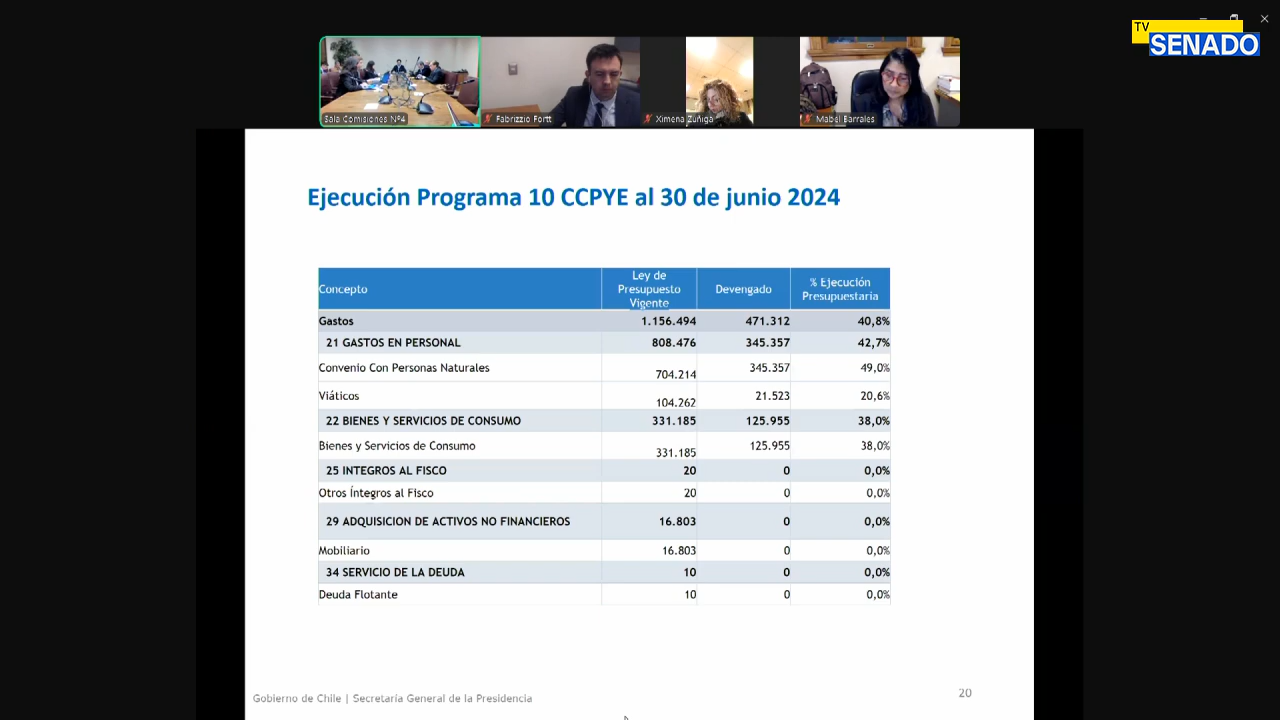 TV
SENADO
Sala Comisiones Nº4
Fabrizzio Fortt
Ximena Zúñiga
Mabel Barrales
Ejecución Programa 10 CCPYE al 30 de junio 2024
Concepto
Ley de
Presupuesto
Vigente
Devengado
% Ejecución
Presupuestaria
Gastos 1.156.494 471.312 40,8%
21 GASTOS EN PERSONAL 808.476 345.357 42,7%
Convenio Con Personas Naturales 704.214 345.357 49,0%
Viáticos 104.262 21.523 20,6%
22 BIENES Y SERVICIOS DE CONSUMO 331.185 125.955 38,0%
Bienes y Servicios de Consumo 331.185 125.955 38,0%
25 INTEGROS AL FISCO 20 0 0,0%
Otros Íntegros al Fisco 20 0 0,0%
29 ADQUISICION DE ACTIVOS NO FINANCIEROS 16.803 0 0,0%
Mobiliario 16.803 0 0,0%
34 SERVICIO DE LA DEUDA 10 0 0,0%
Deuda Flotante 10 0 0,0%
Gobierno de Chile | Secretaría General de la Presidencia
20